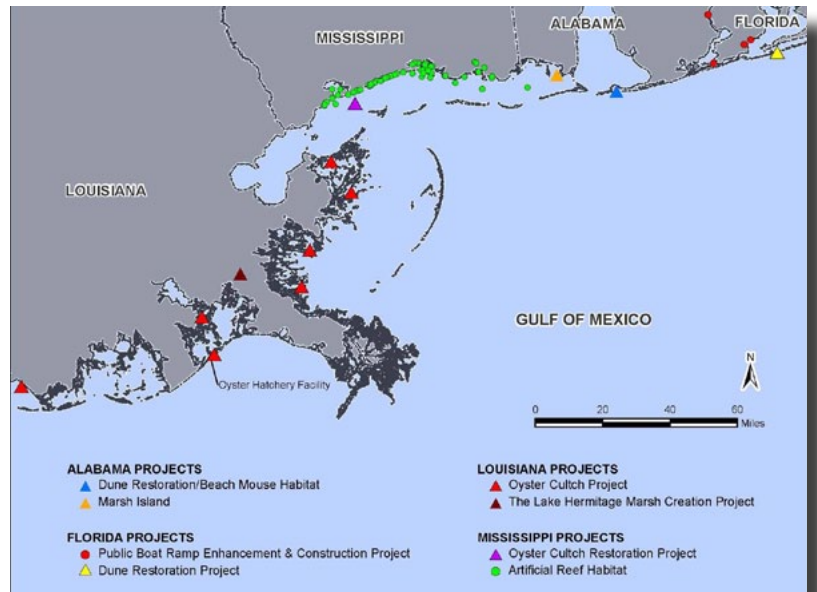 ALABAMA
FLORIDA
MISSISSIPPI
LOUISIANA
GULF OF MEXICO
Oyster Hatchery Facility
N
0 20 40 60
Miles
ALABAMA PROJECTS
Dune Restoration/Beach Mouse Habitat
Marsh Island
FLORIDA PROJECTS
Public Boat Ramp Enhancement & Construction Project
Dune Restoration Project
LOUISIANA PROJECTS
Oyster Cultch Project
The Lake Hermitage Marsh Creation Project
MISSISSIPPI PROJECTS
Oyster Cultch Restoration Project
Artificial Reef Habitat